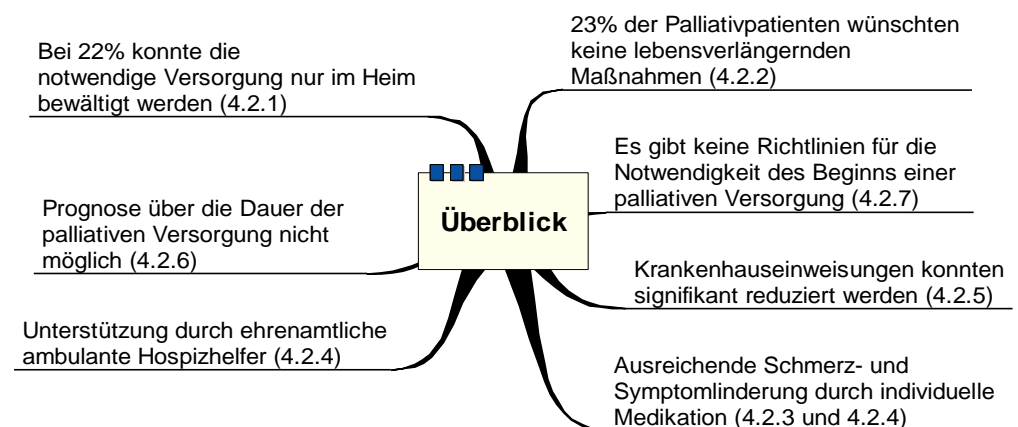 Bei 22% konnte die
notwendige Versorgung nur im Heim
bewältigt werden (4.2.1)
23% der Palliativpatienten wünschten
keine lebensverlängernden
Maßnahmen (4.2.2)
Es gibt keine Richtlinien für die
Notwendigkeit des Beginns einer
palliativen Versorgung (4.2.7)
Überblick
Prognose über die Dauer der
palliativen Versorgung nicht
möglich (4.2.6)
Krankenhauseinweisungen konnten
signifikant reduziert werden (4.2.5)
Unterstützung durch ehrenamtliche
ambulante Hospizhelfer (4.2.4)
Ausreichende Schmerz- und
Symptomlinderung durch individuelle
Medikation (4.2.3 und 4.2.4)